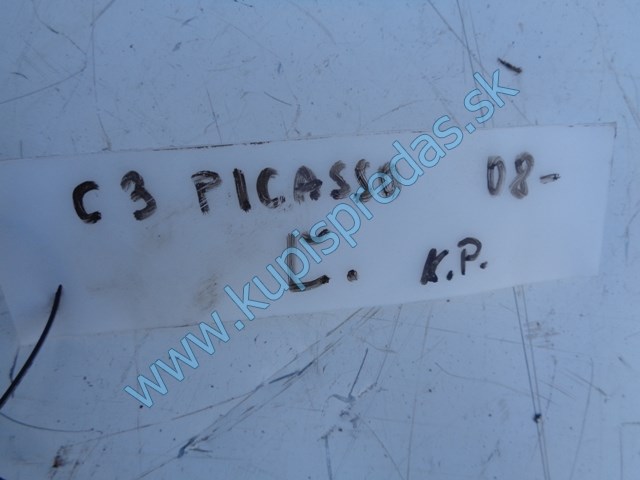 C3 PICASSO 08-
Ľ. K.P.
www.kupispredas.sk